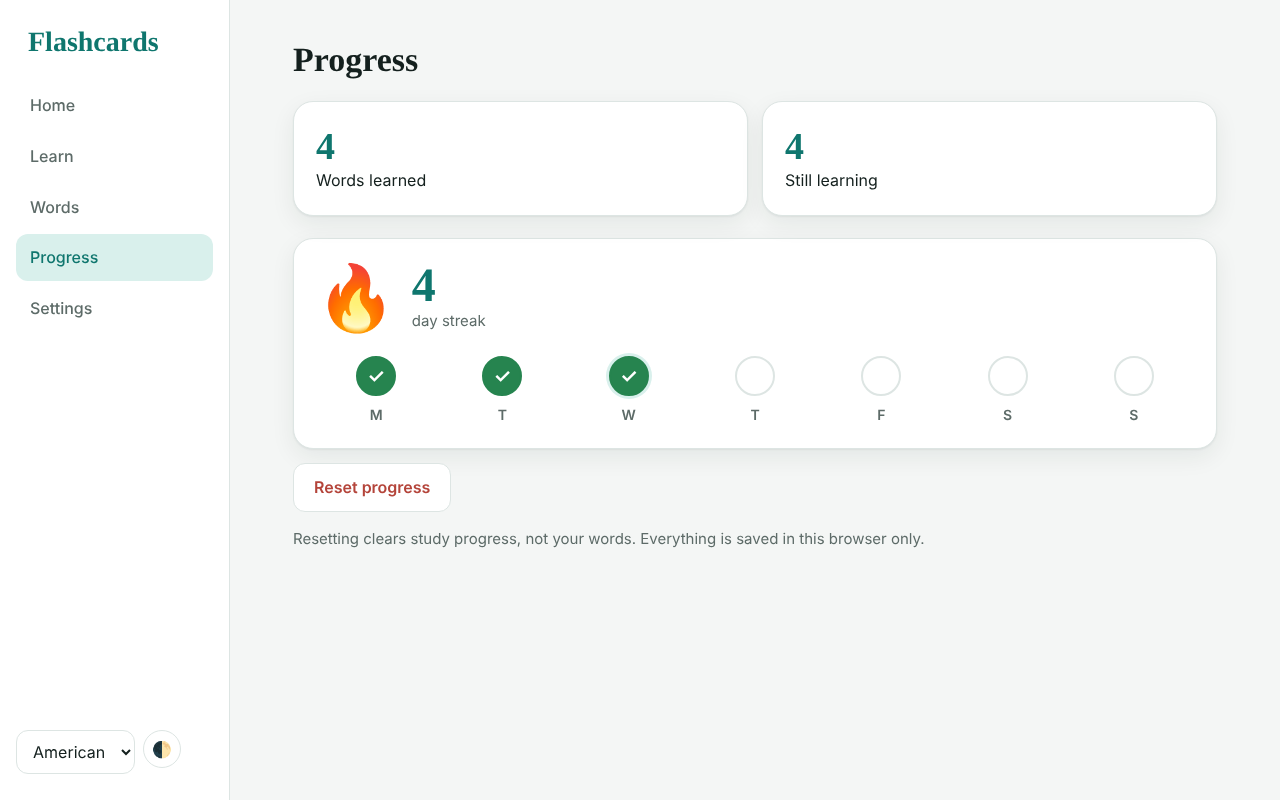 Flashcards
Home
Learn
Words
Progress
Settings
American
Progress
4
Words learned
4
Still learning
4
day streak
M T W T F S S
Reset progress
Resetting clears study progress, not your words. Everything is saved in this browser only.